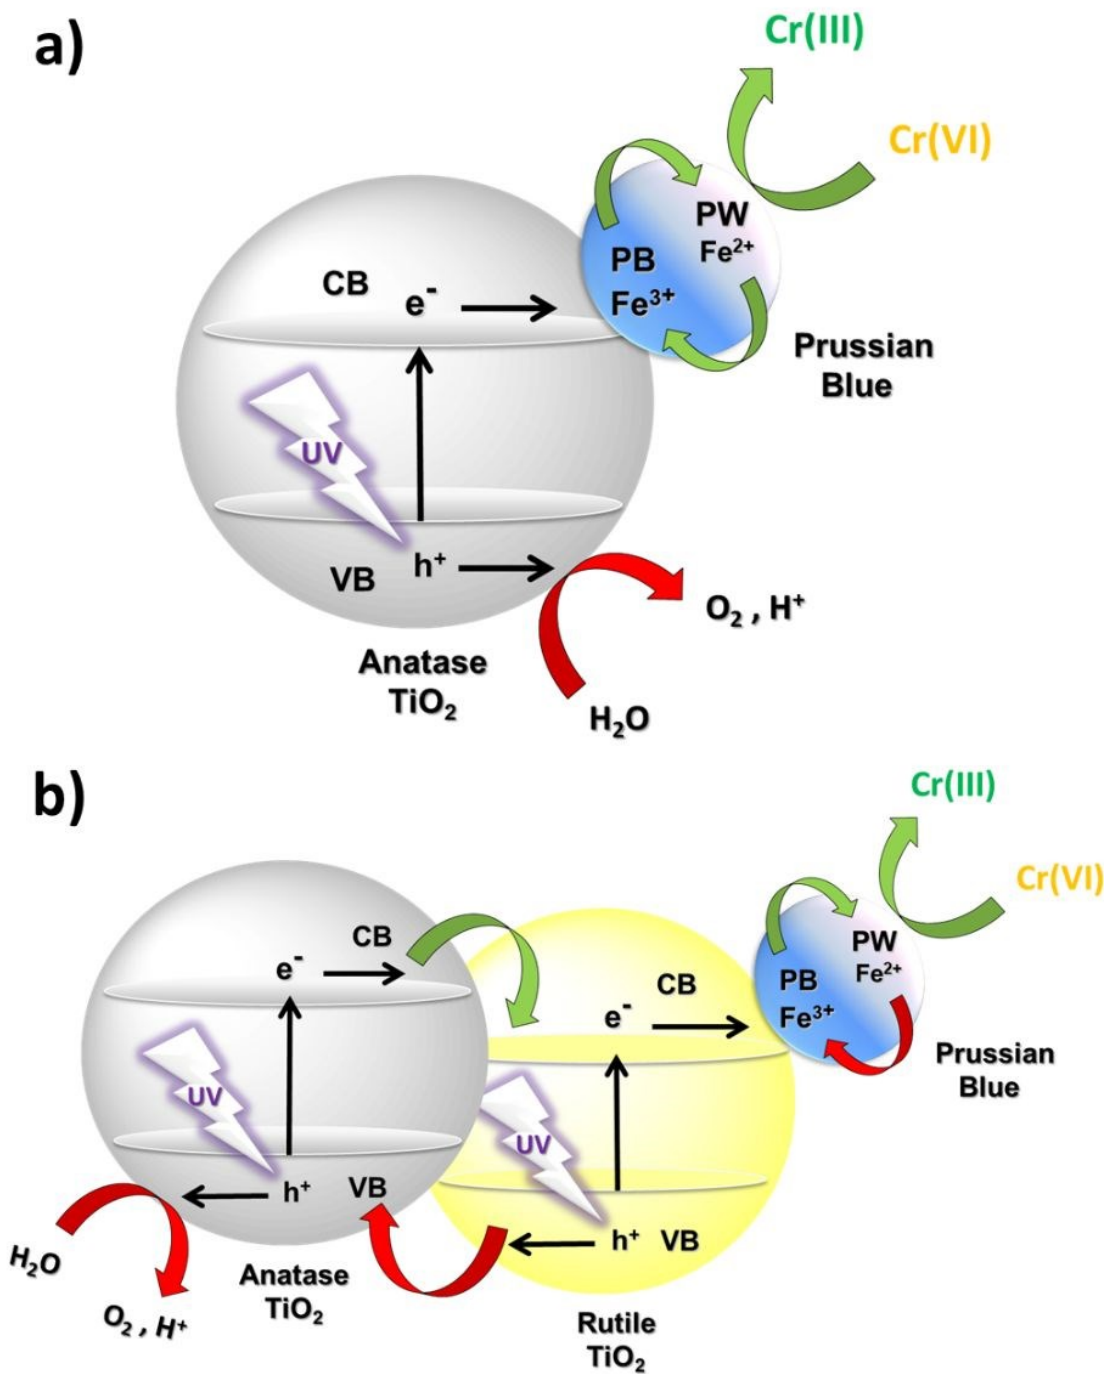 a)
Cr(III)
Cr(VI)
PW
Fe²⁺
PB
Fe³⁺
CB
e⁻
Prussian
Blue
UV
VB
h⁺
O₂ , H⁺
Anatase
TiO₂
H₂O
b)
Cr(III)
Cr(VI)
CB
e⁻
PW
Fe²⁺
PB
Fe³⁺
CB
e⁻
Prussian
Blue
UV
UV
h⁺
VB
h⁺
VB
H₂O
O₂ , H⁺
Anatase
TiO₂
Rutile
TiO₂